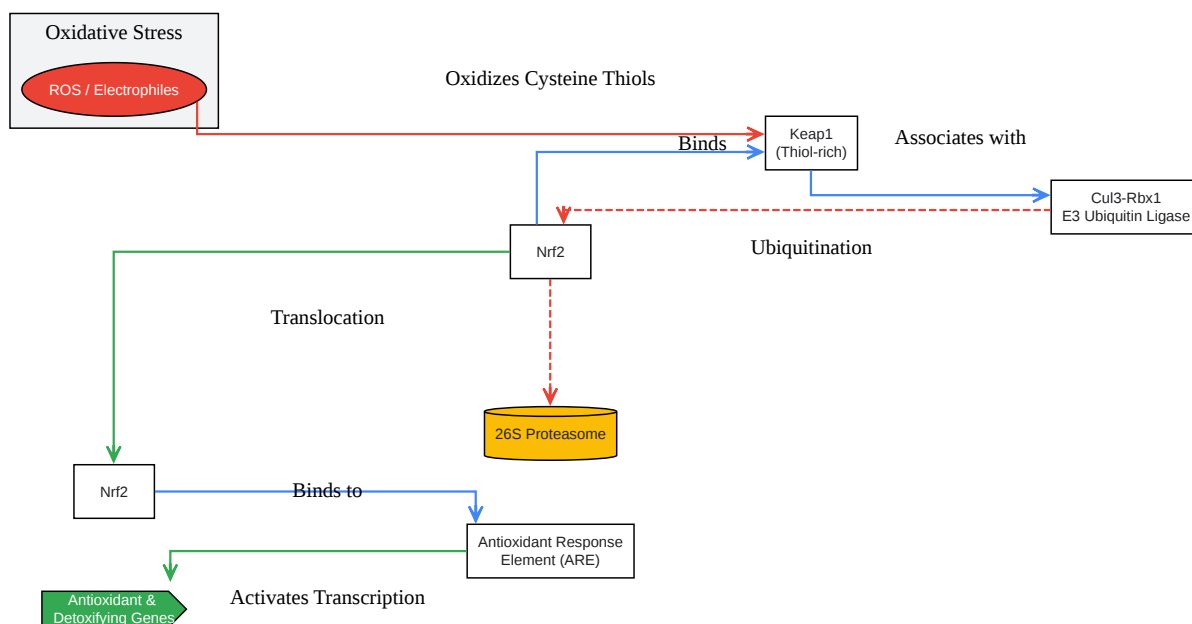 Oxidative Stress
ROS / Electrophiles
Oxidizes Cysteine Thiols
Keap1
(Thiol-rich)
Binds
Associates with
Cul3-Rbx1
E3 Ubiquitin Ligase
Nrf2
Ubiquitination
Translocation
26S Proteasome
Nrf2
Binds to
Antioxidant Response
Element (ARE)
Activates Transcription
Antioxidant &
Detoxifying Genes